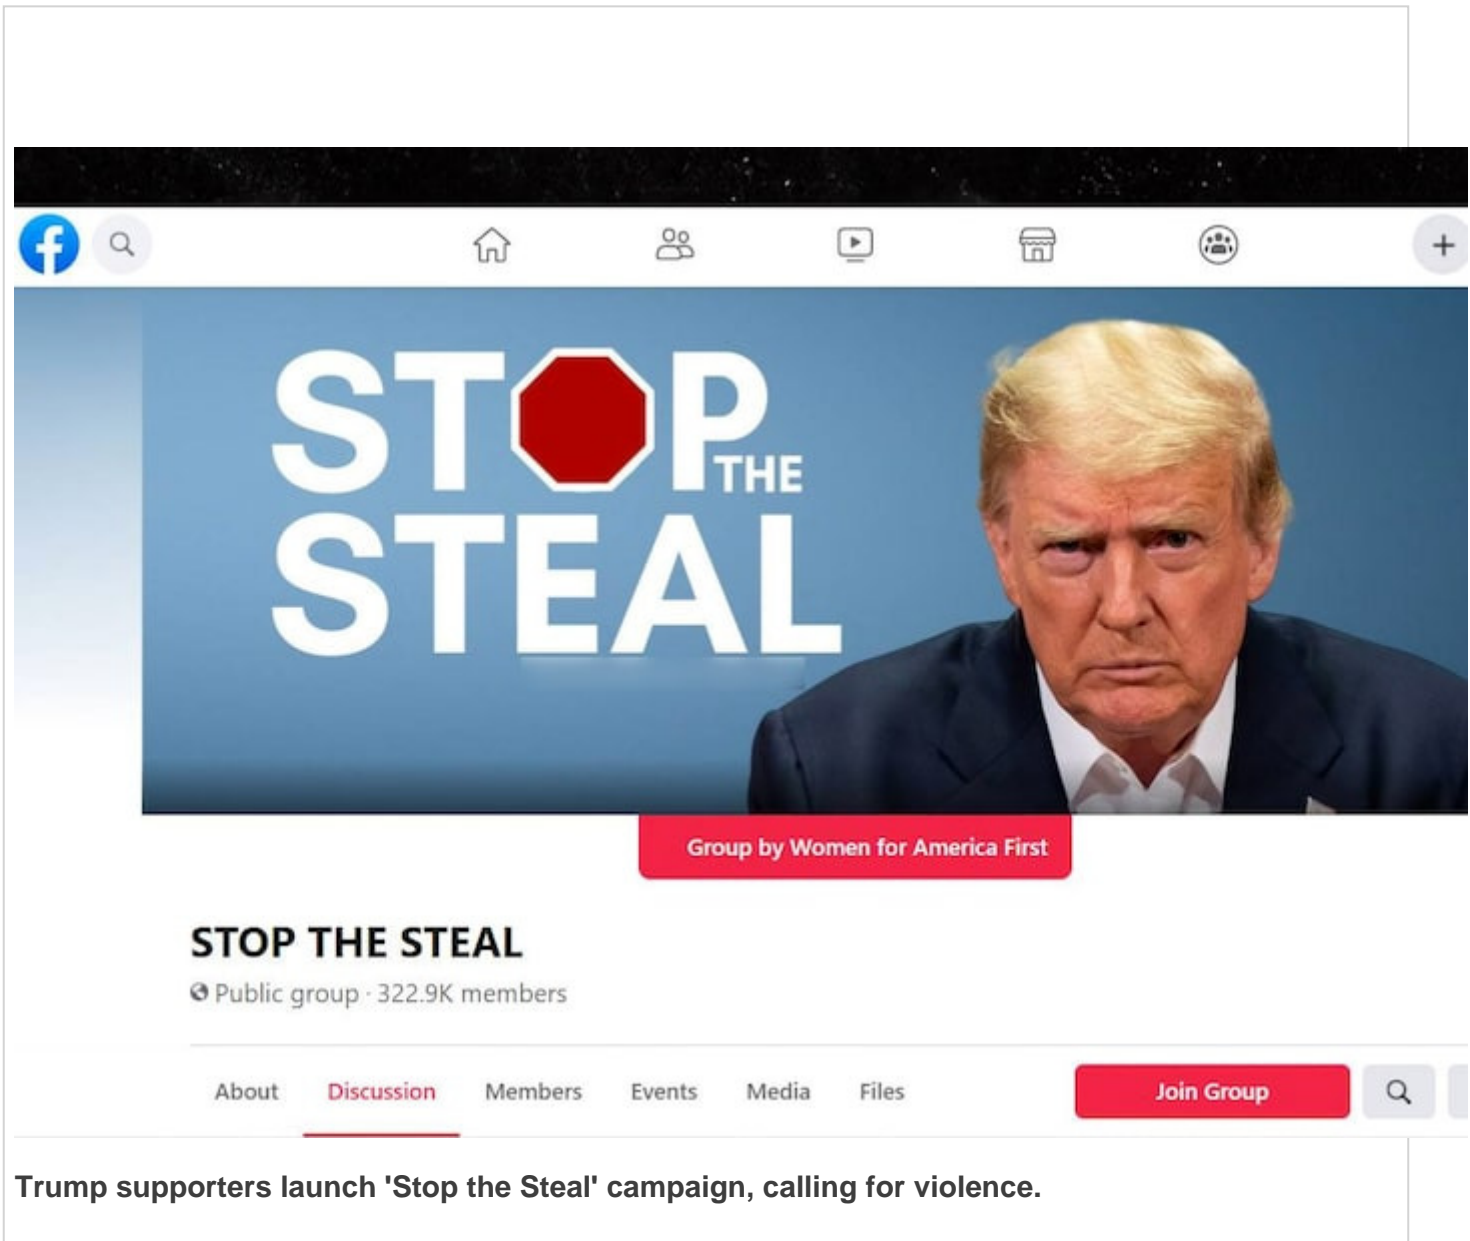 STOP
THE
STEAL
Group by Women for America First
STOP THE STEAL
Public group · 322.9K members
About Discussion Members Events Media Files Join Group
Trump supporters launch 'Stop the Steal' campaign, calling for violence.